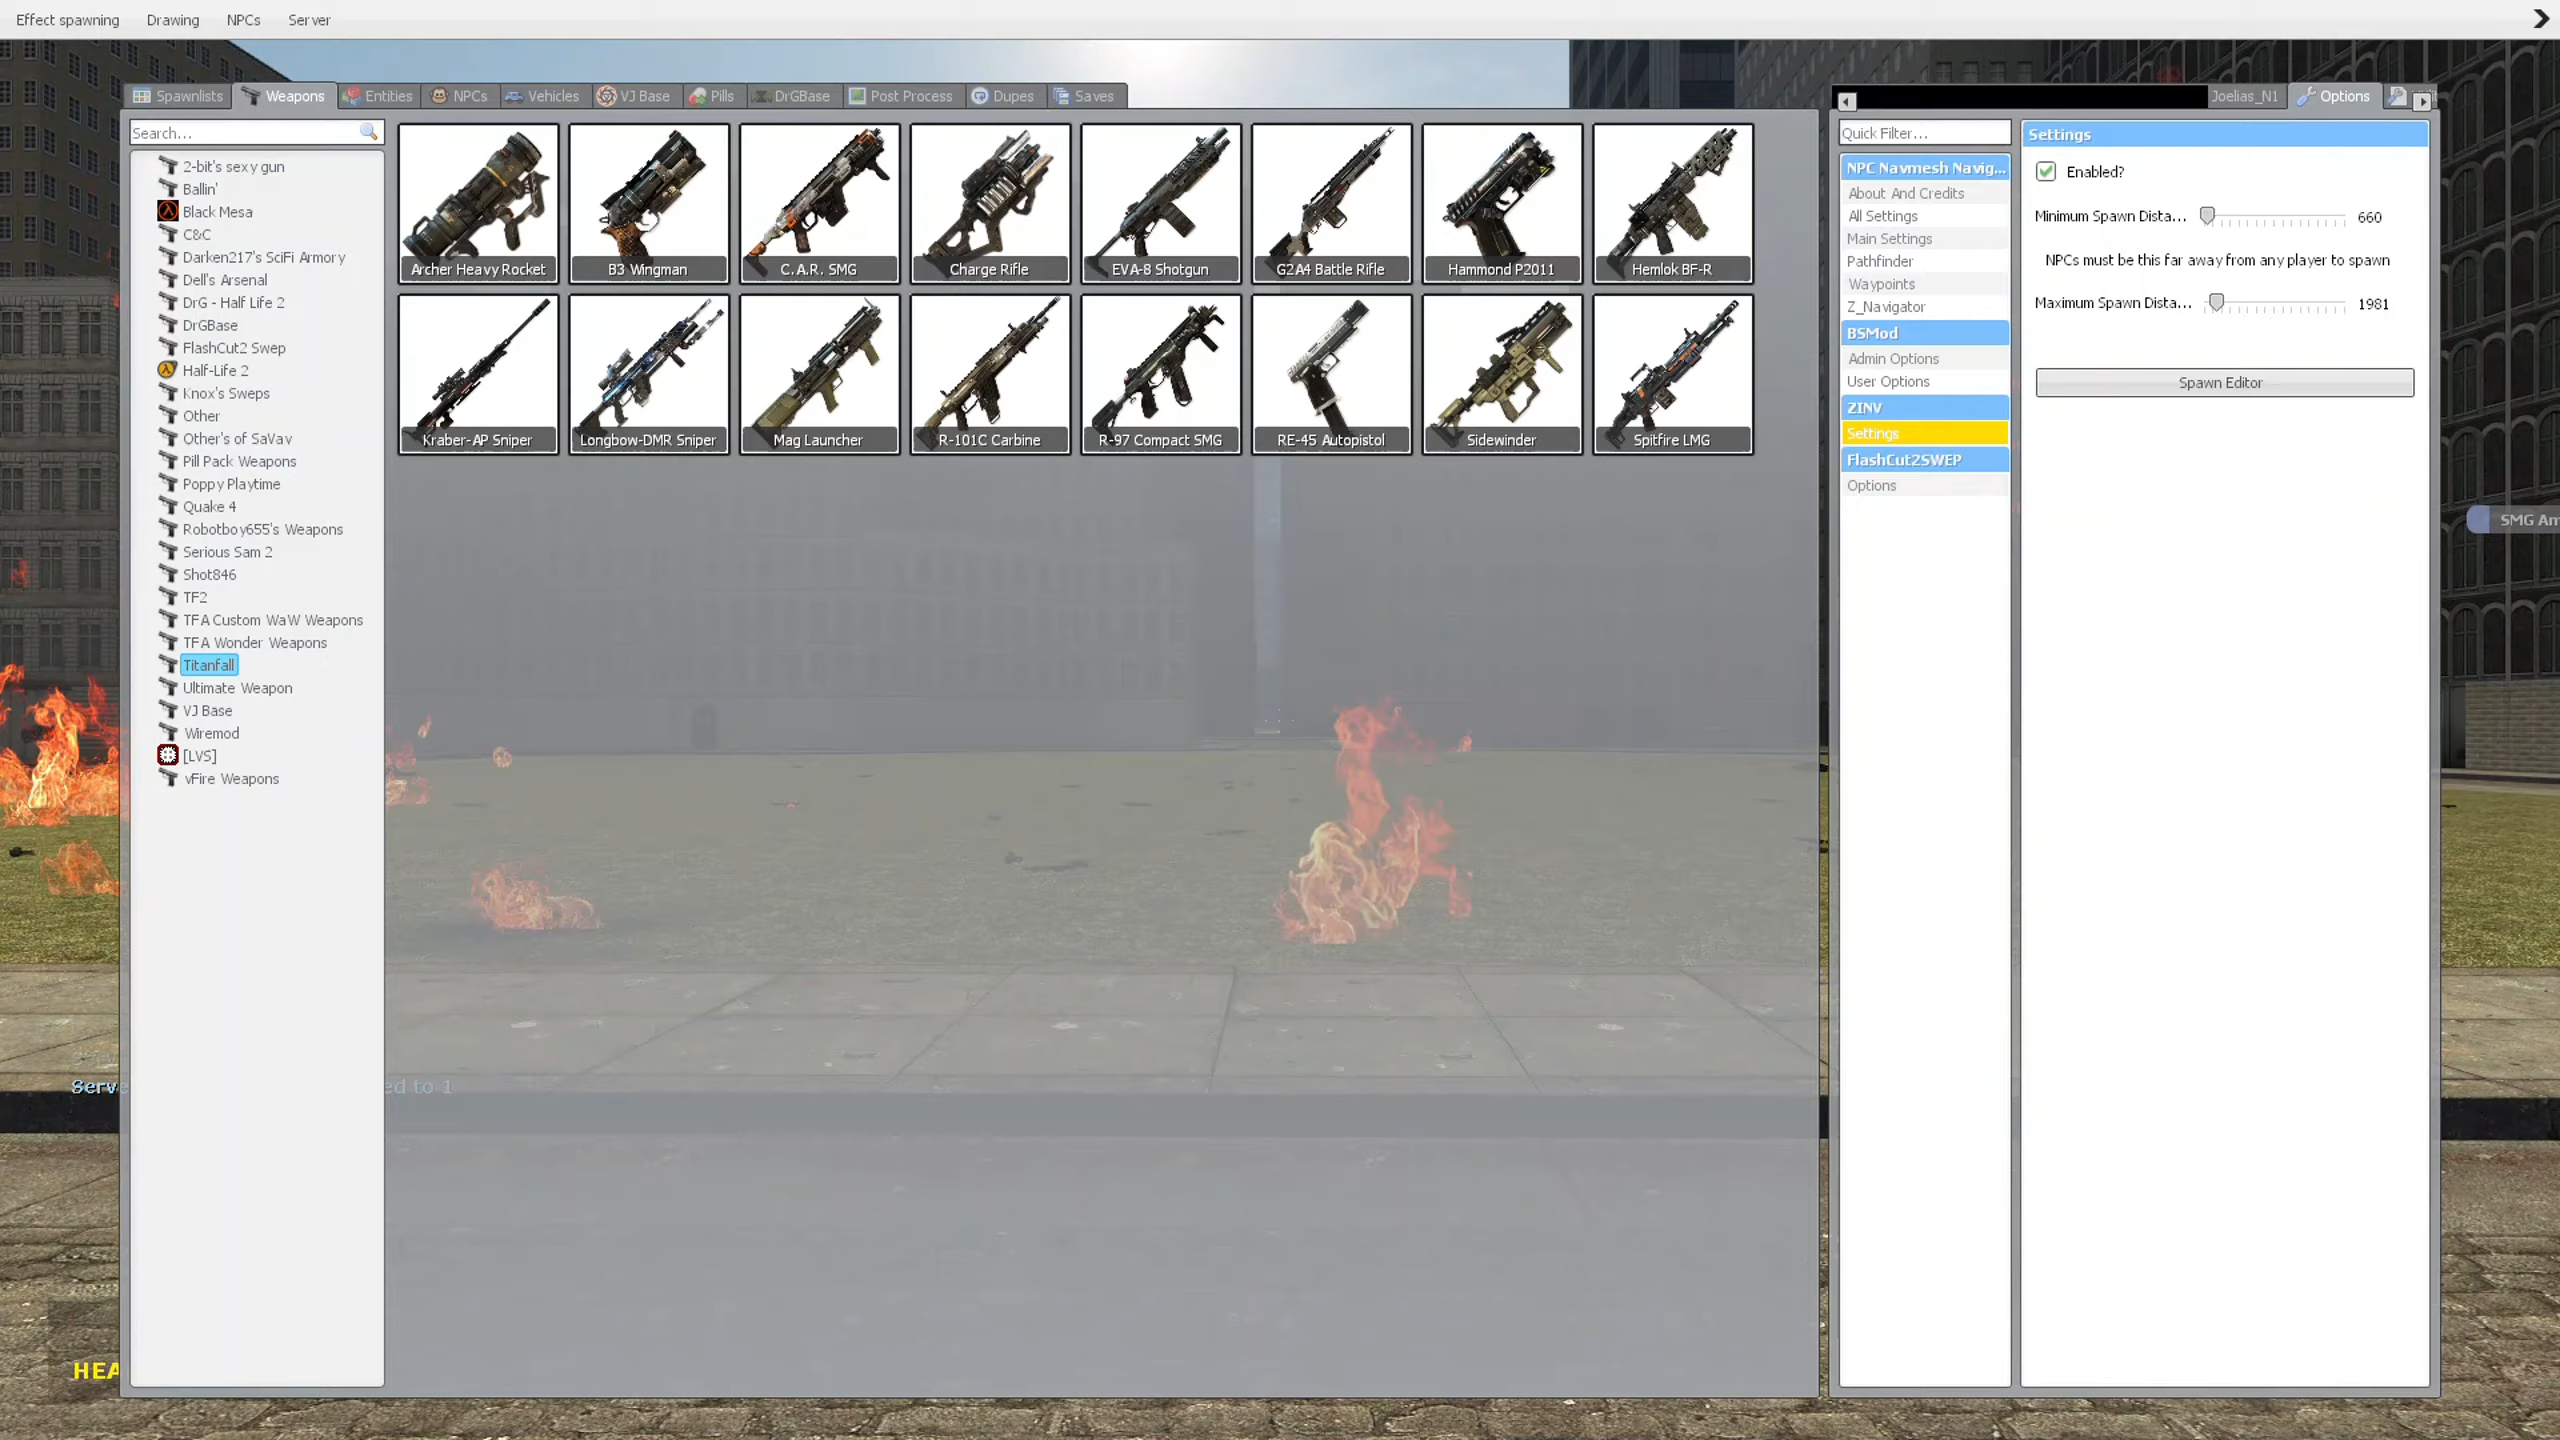 Effect spawning Drawing NPCs Server
Spawnlists Weapons Entities NPCs Vehicles VJ Base Pills DrGBase Post Process Dupes Saves
Search...
2-bit's sexy gun
Ballin'
Black Mesa
C&C
Darken217's SciFi Armory
Dell's Arsenal
DrG - Half Life 2
DrGBase
FlashCut2 Swep
Half-Life 2
Knox's Sweps
Other
Other's of SaVav
Pill Pack Weapons
Poppy Playtime
Quake 4
Robotboy655's Weapons
Serious Sam 2
Shot846
TF2
TFA Custom WaW Weapons
TFA Wonder Weapons
Titanfall
Ultimate Weapon
VJ Base
Wiremod
[LVS]
vFire Weapons
Archer Heavy Rocket B3 Wingman C.A.R. SMG Charge Rifle EVA-8 Shotgun G2A4 Battle Rifle Hammond P2011 Hemlok BF-R
Kraber-AP Sniper Longbow-DMR Sniper Mag Launcher R-101C Carbine R-97 Compact SMG RE-45 Autopistol Sidewinder Spitfire LMG
Serv
ed to 1
HEA
Joelias_N1 Options
Quick Filter...
NPC Navmesh Navig...
About And Credits
All Settings
Main Settings
Pathfinder
Waypoints
Z_Navigator
BSMod
Admin Options
User Options
ZINV
Settings
FlashCut2SWEP
Options
Settings
Enabled?
Minimum Spawn Dista... 660
NPCs must be this far away from any player to spawn
Maximum Spawn Dista... 1981
Spawn Editor
SMG Am